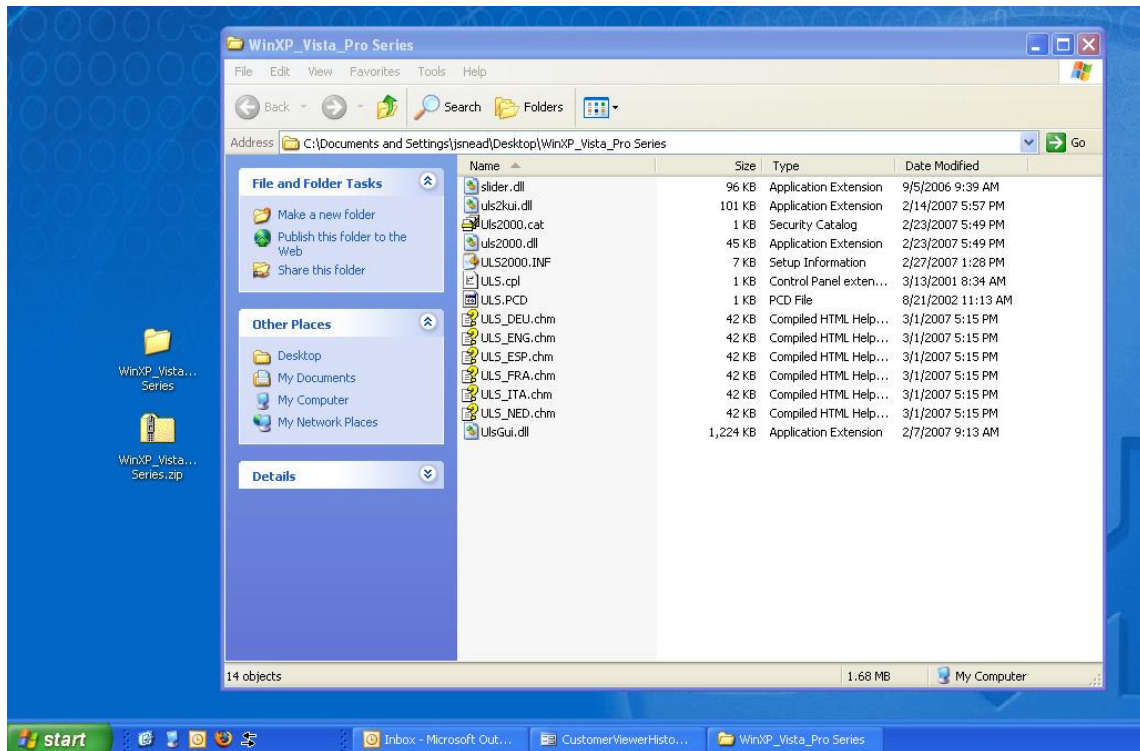 WinXP_Vista_Pro Series
File Edit View Favorites Tools Help
Back Search Folders
Address C:\Documents and Settings\jsnead\Desktop\WinXP_Vista_Pro Series Go
File and Folder Tasks
Make a new folder
Publish this folder to the
Web
Share this folder
Other Places
Desktop
My Documents
My Computer
My Network Places
Details
Name Size Type Date Modified
slider.dll 96 KB Application Extension 9/5/2006 9:39 AM
uls2kui.dll 101 KB Application Extension 2/14/2007 5:57 PM
Uls2000.cat 1 KB Security Catalog 2/23/2007 5:49 PM
uls2000.dll 45 KB Application Extension 2/23/2007 5:49 PM
ULS2000.INF 7 KB Setup Information 2/27/2007 1:28 PM
ULS.cpl 1 KB Control Panel exten... 3/13/2001 8:34 AM
ULS.PCD 1 KB PCD File 8/21/2002 11:13 AM
ULS_DEU.chm 42 KB Compiled HTML Help... 3/1/2007 5:15 PM
ULS_ENG.chm 42 KB Compiled HTML Help... 3/1/2007 5:15 PM
ULS_ESP.chm 42 KB Compiled HTML Help... 3/1/2007 5:15 PM
ULS_FRA.chm 42 KB Compiled HTML Help... 3/1/2007 5:15 PM
ULS_ITA.chm 42 KB Compiled HTML Help... 3/1/2007 5:15 PM
ULS_NED.chm 42 KB Compiled HTML Help... 3/1/2007 5:15 PM
UlsGui.dll 1,224 KB Application Extension 2/7/2007 9:13 AM
WinXP_Vista...
Series
WinXP_Vista...
Series.zip
14 objects 1.68 MB My Computer
start Inbox - Microsoft Out... CustomerViewerHisto... WinXP_Vista_Pro Series